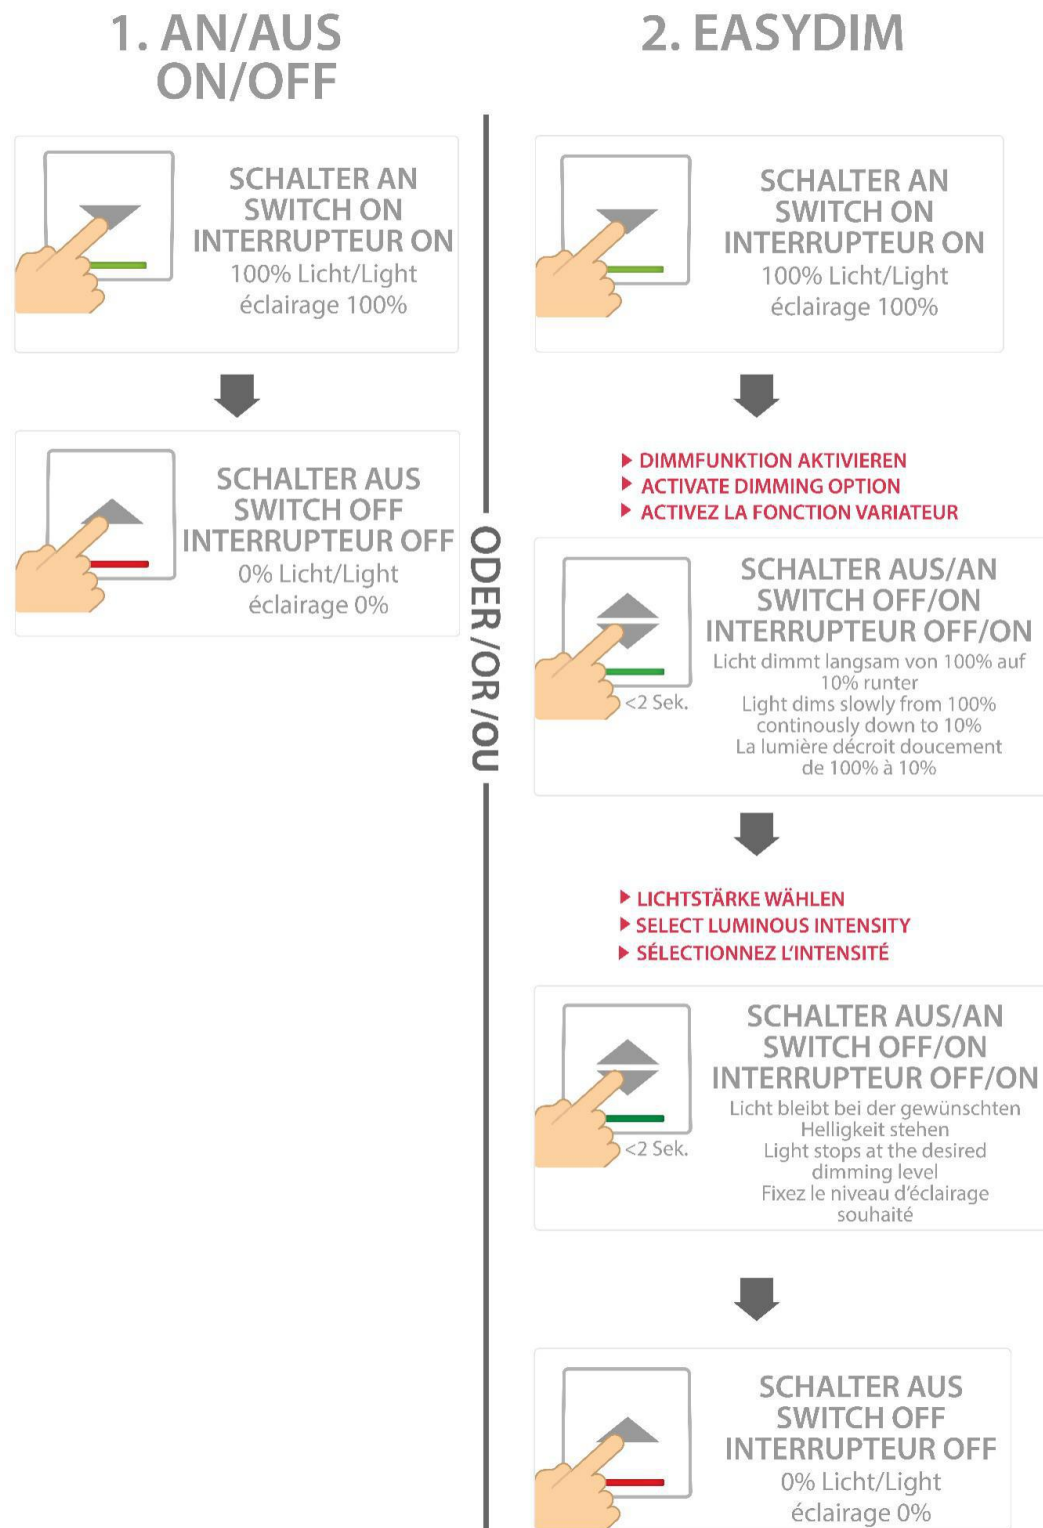 1. AN/AUS
ON/OFF
SCHALTER AN
SWITCH ON
INTERRUPTEUR ON
100% Licht/Light
éclairage 100%
SCHALTER AUS
SWITCH OFF
INTERRUPTEUR OFF
0% Licht/Light
éclairage 0%
ODER /OR /OU
2. EASYDIM
SCHALTER AN
SWITCH ON
INTERRUPTEUR ON
100% Licht/Light
éclairage 100%
DIMMFUNKTION AKTIVIEREN
ACTIVATE DIMMING OPTION
ACTIVEZ LA FONCTION VARIATEUR
SCHALTER AUS/AN
SWITCH OFF/ON
INTERRUPTEUR OFF/ON
Licht dimmt langsam von 100% auf
10% runter
Light dims slowly from 100%
continously down to 10%
La lumière décroit doucement
de 100% à 10%
<2 Sek.
LICHTSTÄRKE WÄHLEN
SELECT LUMINOUS INTENSITY
SÉLECTIONNEZ L'INTENSITÉ
SCHALTER AUS/AN
SWITCH OFF/ON
INTERRUPTEUR OFF/ON
Licht bleibt bei der gewünschten
Helligkeit stehen
Light stops at the desired
dimming level
Fixez le niveau d'éclairage
souhaité
<2 Sek.
SCHALTER AUS
SWITCH OFF
INTERRUPTEUR OFF
0% Licht/Light
éclairage 0%